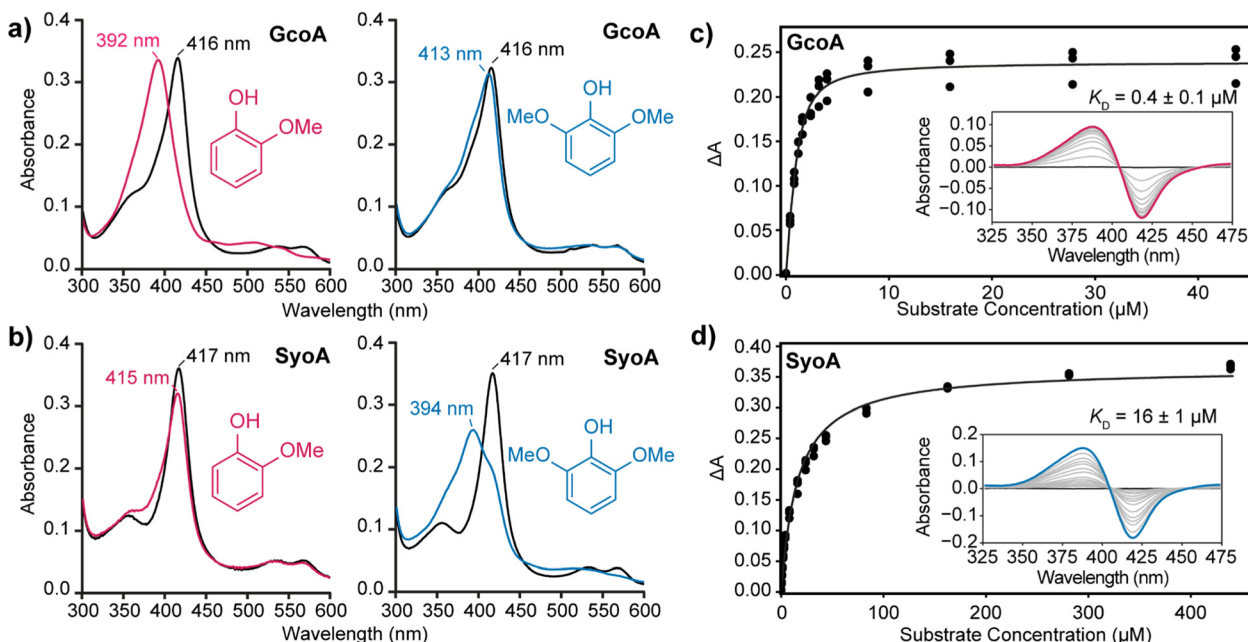 a)
GcoA
392 nm
416 nm
OH
OMe
Absorbance
0.4
0.3
0.2
0.1
0.0
300 350 400 450 500 550 600
GcoA
413 nm
416 nm
OH
MeO
OMe
0.4
0.3
0.2
0.1
0.0
300 350 400 450 500 550 600
Wavelength (nm)
b)
SyoA
417 nm
415 nm
OH
OMe
Absorbance
0.4
0.3
0.2
0.1
0.0
300 350 400 450 500 550 600
SyoA
417 nm
394 nm
OH
MeO
OMe
0.4
0.3
0.2
0.1
0.0
300 350 400 450 500 550 600
Wavelength (nm)
c)
GcoA
ΔA
0.25
0.20
0.15
0.10
0.05
0.00
0 10 20 30 40
Substrate Concentration (µM)
KD = 0.4 ± 0.1 µM
Absorbance
0.10
0.05
0.00
−0.05
−0.10
325 350 375 400 425 450 475
Wavelength (nm)
d)
SyoA
ΔA
0.40
0.35
0.30
0.25
0.20
0.15
0.10
0.05
0.00
0 100 200 300 400
Substrate Concentration (µM)
KD = 16 ± 1 µM
Absorbance
0.2
0.1
0.0
−0.1
−0.2
325 350 375 400 425 450 475
Wavelength (nm)